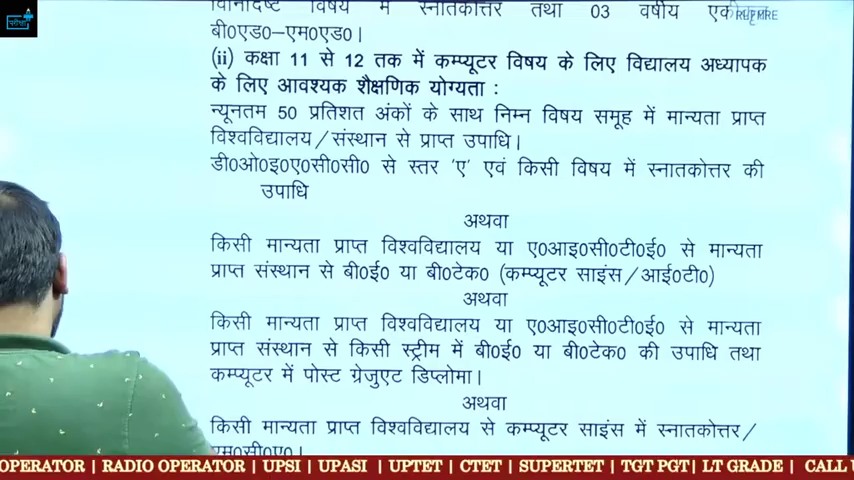 विनिर्दिष्ट विषय में स्नातकोत्तर तथा 03 वर्षीय
बी0एड0–एम0एड0।
(ii) कक्षा 11 से 12 तक में कम्प्यूटर विषय के लिए विद्यालय अध्यापक
के लिए आवश्यक शैक्षणिक योग्यता :
न्यूनतम 50 प्रतिशत अंकों के साथ निम्न विषय समूह में मान्यता प्राप्त
विश्वविद्यालय/संस्थान से प्राप्त उपाधि।
डी0ओ0इ0ए0सी0सी0 से स्तर 'ए' एवं किसी विषय में स्नातकोत्तर की
उपाधि
अथवा
किसी मान्यता प्राप्त विश्वविद्यालय या ए0आइ0सी0टी0ई0 से मान्यता
प्राप्त संस्थान से बी0ई0 या बी0टेक0 (कम्प्यूटर साइंस/आई0टी0)
अथवा
किसी मान्यता प्राप्त विश्वविद्यालय या ए0आइ0सी0टी0ई0 से मान्यता
प्राप्त संस्थान से किसी स्ट्रीम में बी0ई0 या बी0टेक0 की उपाधि तथा
कम्प्यूटर में पोस्ट ग्रेजुएट डिप्लोमा।
अथवा
किसी मान्यता प्राप्त विश्वविद्यालय से कम्प्यूटर साइंस में स्नातकोत्तर/
एम0सी0ए0।
OPERATOR | RADIO OPERATOR | UPSI | UPASI | UPTET | CTET | SUPERTET | TGT PGT | LT GRADE | CALL U